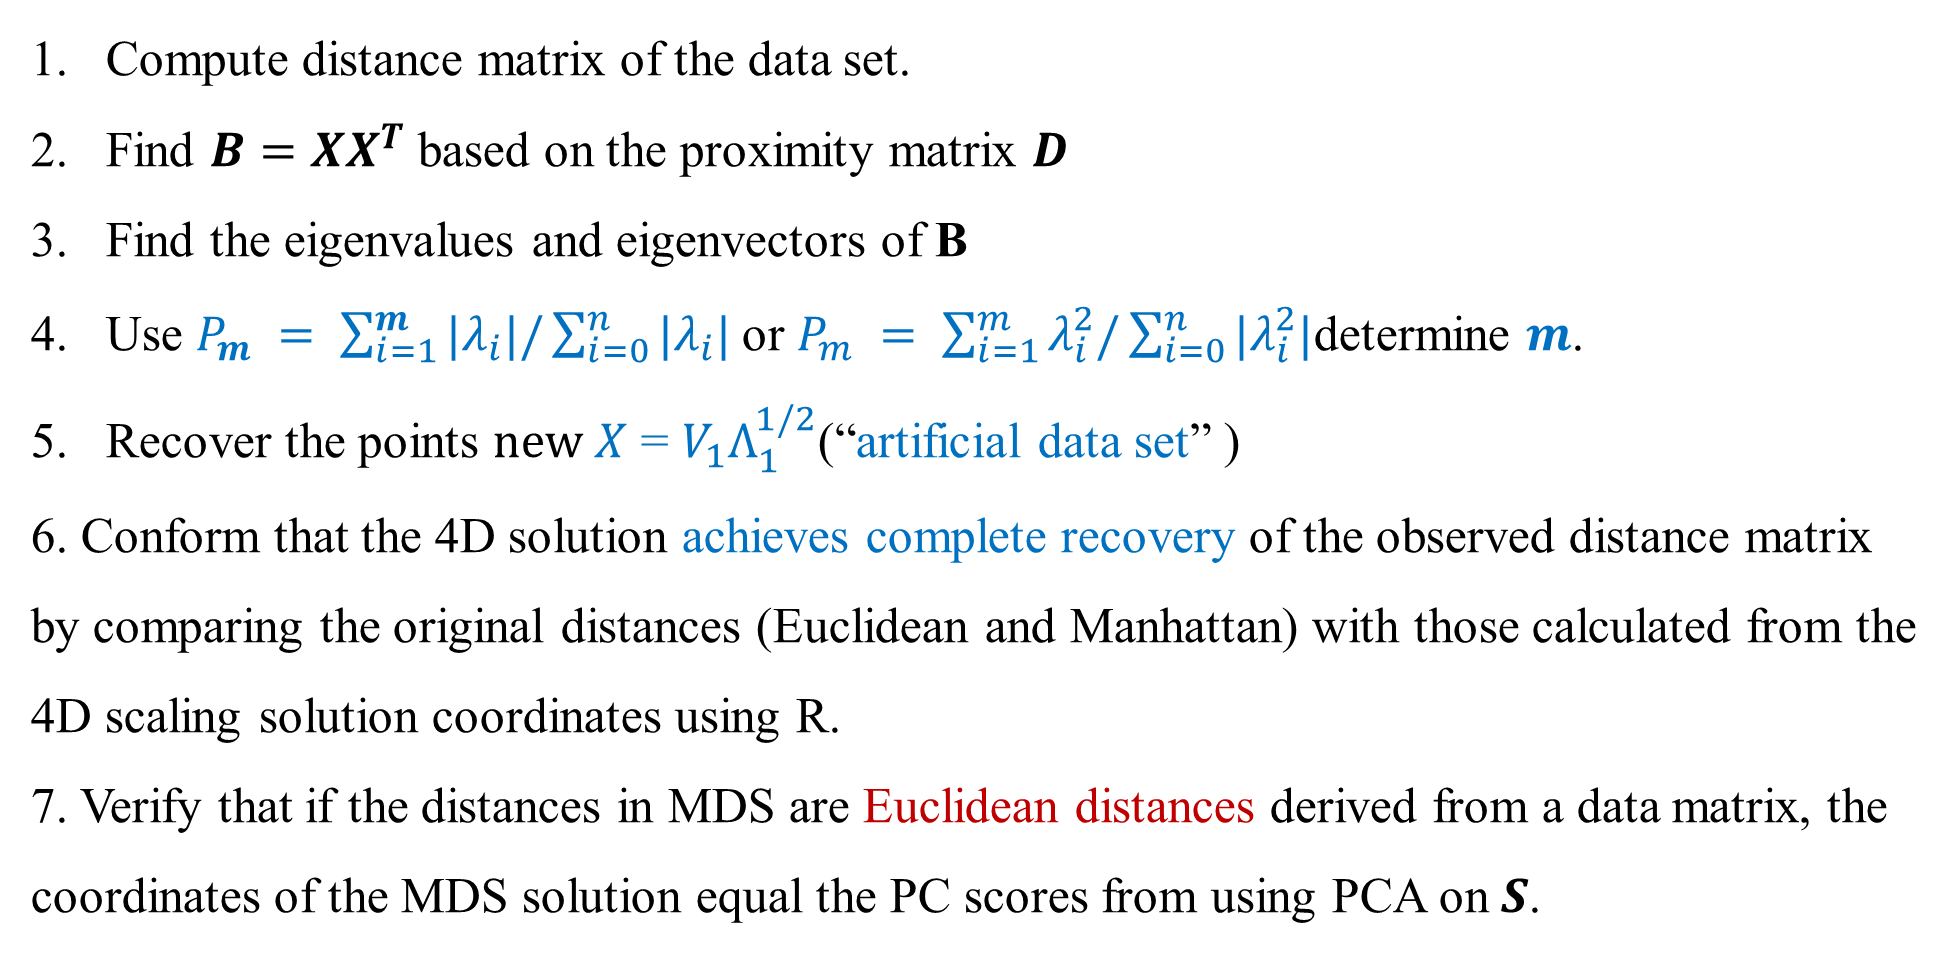 1. Compute distance matrix of the data set.
2. Find B = XXᵀ based on the proximity matrix D
3. Find the eigenvalues and eigenvectors of B
4. Use P_m = ∑_{i=1}^{m} |λ_i| / ∑_{i=0}^{n} |λ_i| or P_m = ∑_{i=1}^{m} λ_i^2 / ∑_{i=0}^{n} |λ_i^2|determine m.
5. Recover the points new X = V_1 Λ_1^{1/2} (“artificial data set” )
6. Conform that the 4D solution achieves complete recovery of the observed distance matrix
by comparing the original distances (Euclidean and Manhattan) with those calculated from the
4D scaling solution coordinates using R.
7. Verify that if the distances in MDS are Euclidean distances derived from a data matrix, the
coordinates of the MDS solution equal the PC scores from using PCA on S.